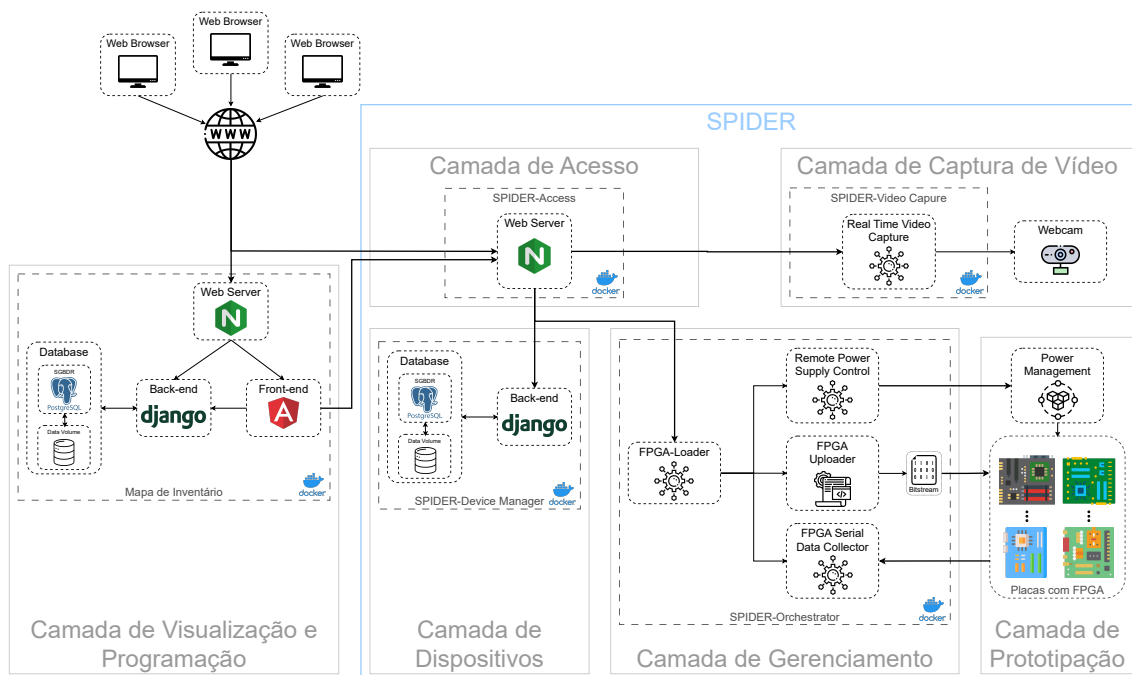 Web Browser
Web Browser
Web Browser
WWW
SPIDER
Camada de Acesso
SPIDER-Access
Web Server
docker
Camada de Captura de Vídeo
SPIDER-Video Capure
Real Time Video
Capture
docker
Webcam
Web Server
Database
SGBDR
PostgreSQL
Data Volume
Back-end
django
Front-end
Mapa de Inventário
docker
Camada de Visualização e
Programação
Database
SGBDR
PostgreSQL
Data Volume
Back-end
django
SPIDER-Device Manager
docker
Camada de
Dispositivos
FPGA-Loader
Remote Power
Supply Control
FPGA
Uploader
Bitstream
FPGA Serial
Data Collector
SPIDER-Orchestrator
docker
Camada de Gerenciamento
Power
Management
Placas com FPGA
Camada de
Prototipação